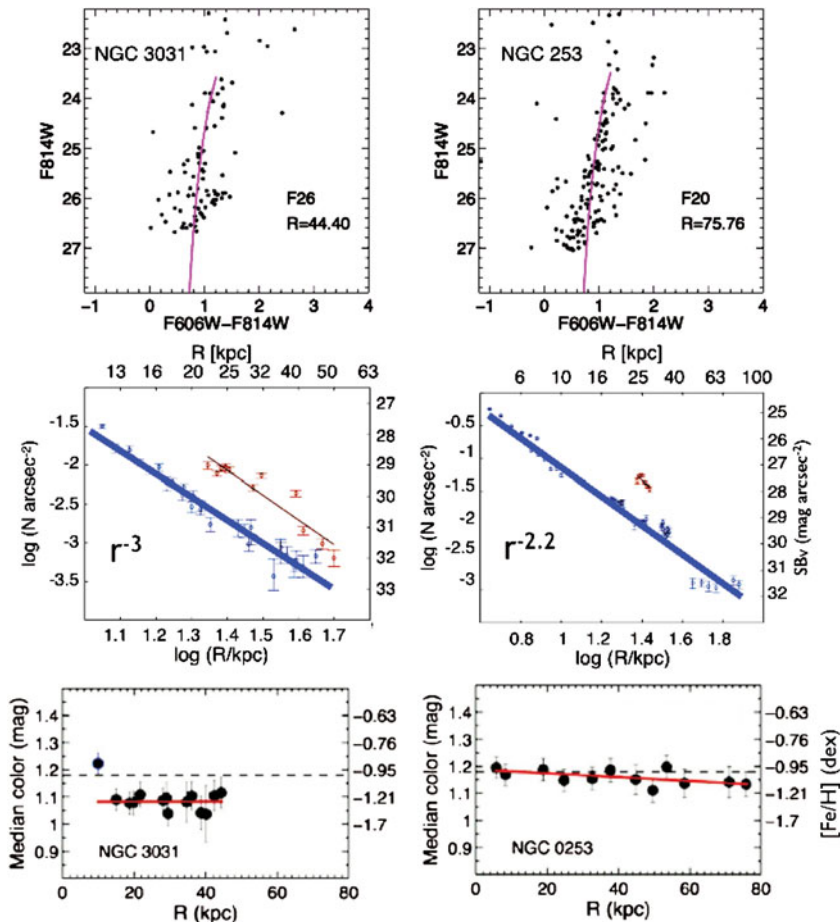 NGC 3031
F26
R=44.40
F814W
23
24
25
26
27
−1 0 1 2 3 4
F606W−F814W
NGC 253
F20
R=75.76
F814W
23
24
25
26
27
−1 0 1 2 3 4
F606W−F814W
R [kpc]
13 16 20 25 32 40 50 63
log (N arcsec-2)
-1.5
-2
-2.5
-3
-3.5
26
27
28
29
30
31
32
33
r-3
1.1 1.2 1.3 1.4 1.5 1.6 1.7
log (R/kpc)
R [kpc]
6 10 16 25 40 63 100
log (N arcsec-2)
-0.5
-1
-1.5
-2
-2.5
-3
25
26
27
28
29
30
31
32
SBv (mag arcsec-2)
r-2.2
0.8 1 1.2 1.4 1.6 1.8
log (R/kpc)
Median color (mag)
1.4
1.3
1.2
1.1
1
0.9
−0.63
−0.76
−0.95
−1.21
−1.7
NGC 3031
0 20 40 60 80
R (kpc)
Median color (mag)
1.4
1.3
1.2
1.1
1
0.9
−0.63
−0.76
−0.95
−1.21
−1.7
[Fe/H] (dex)
NGC 0253
0 20 40 60 80
R (kpc)